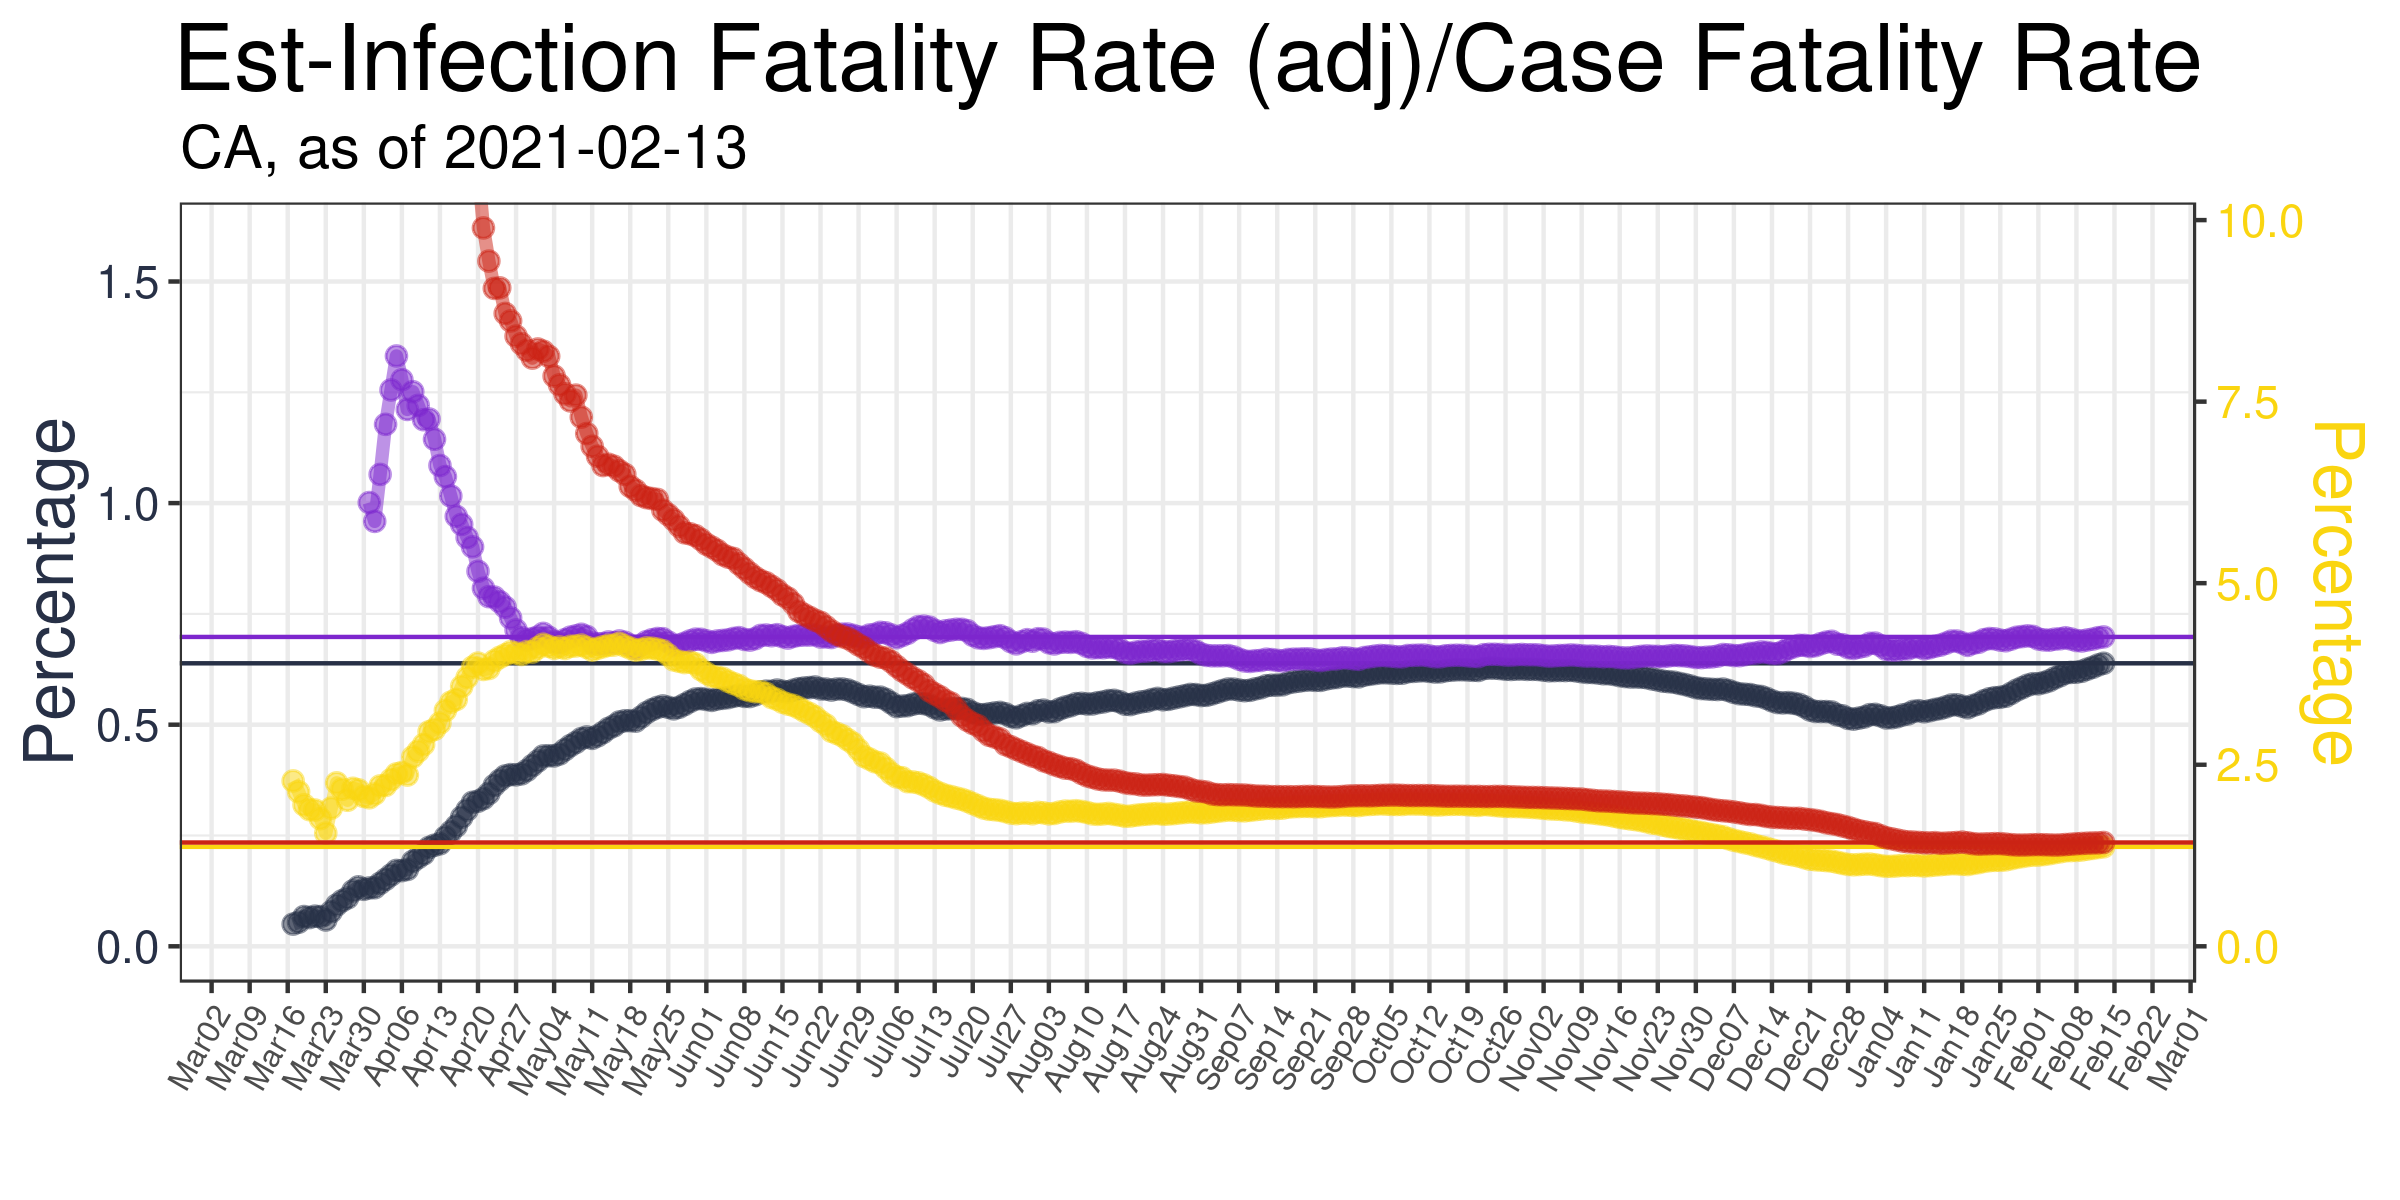 Est-Infection Fatality Rate (adj)/Case Fatality Rate
CA, as of 2021-02-13
Percentage
1.5
1.0
0.5
0.0
10.0
7.5
5.0
2.5
0.0
Percentage
Mar02
Mar09
Mar16
Mar23
Mar30
Apr06
Apr13
Apr20
Apr27
May04
May11
May18
May25
Jun01
Jun08
Jun15
Jun22
Jun29
Jul06
Jul13
Jul20
Jul27
Aug03
Aug10
Aug17
Aug24
Aug31
Sep07
Sep14
Sep21
Sep28
Oct05
Oct12
Oct19
Oct26
Nov02
Nov09
Nov16
Nov23
Nov30
Dec07
Dec14
Dec21
Dec28
Jan04
Jan11
Jan18
Jan25
Feb01
Feb08
Feb15
Feb22
Mar01